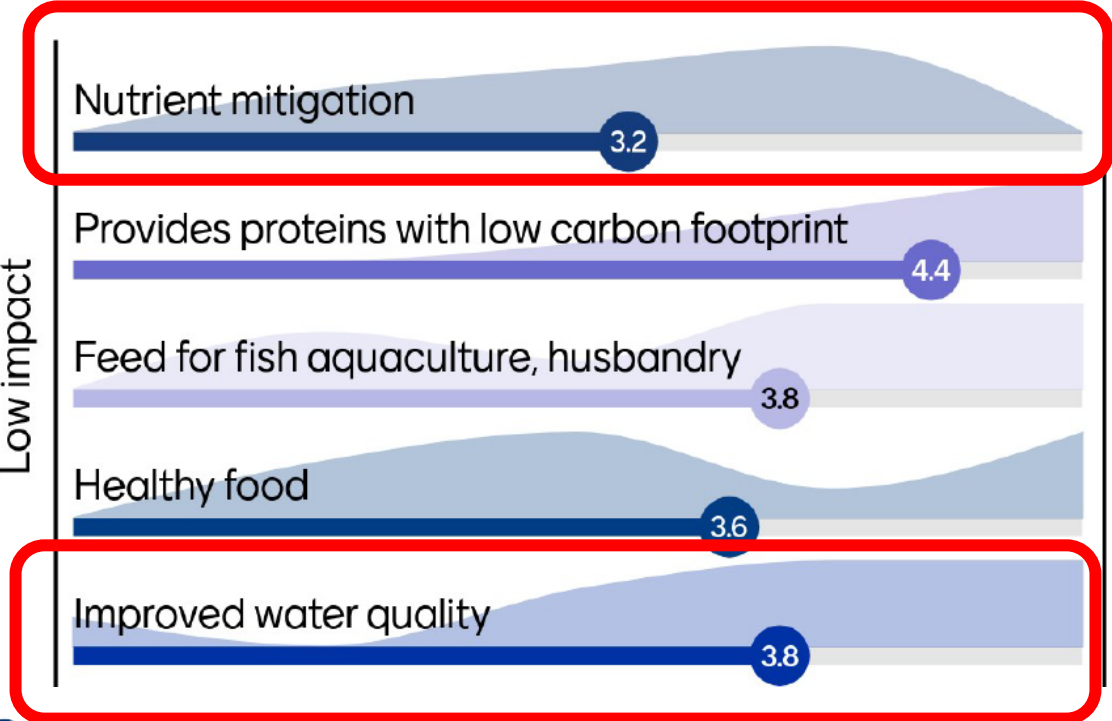 Nutrient mitigation
3.2
Provides proteins with low carbon footprint
4.4
Feed for fish aquaculture, husbandry
3.8
Healthy food
3.6
Improved water quality
3.8
Low impact